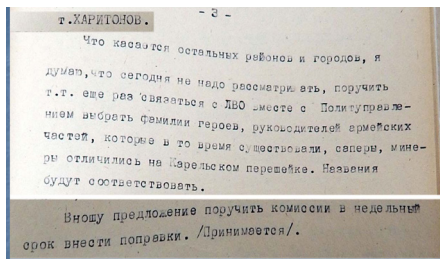 - 3 -
т.ХАРИТОНОВ.
Что касается остальных районов и городов, я
думаю, что сегодня не надо рассматривать, поручить
т.т. еще раз связаться с ЛВО вместе с Политуправле-
нием выбрать фамилии героев, руководителей армейских
частей, которые в то время существовали, саперы, мине-
ры отличились на Карельском перешейке. Названия
будут соответствовать.
Вношу предложение поручить комиссии в недельный
срок внести поправки. /Принимается/.